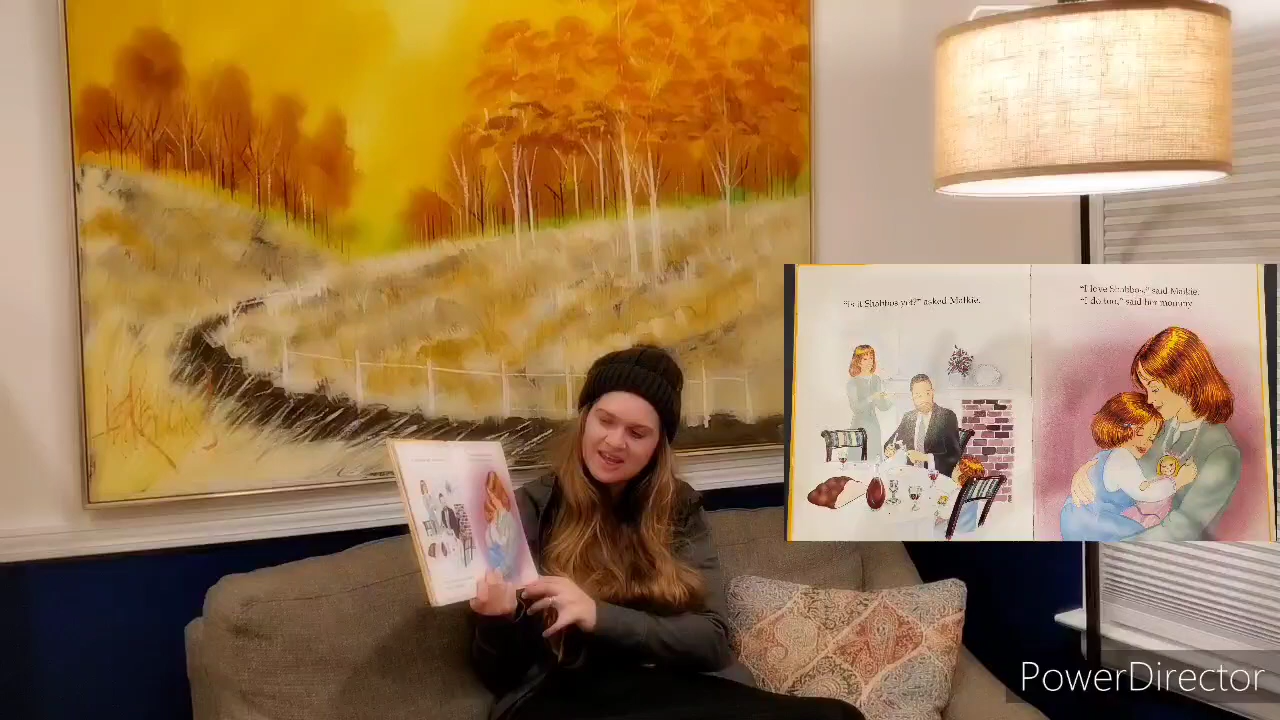 "Is it Shabbos yet?" asked Malkie.
"I love Shabbos," said Malkie.
"I do too," said her mommy.
PowerDirector